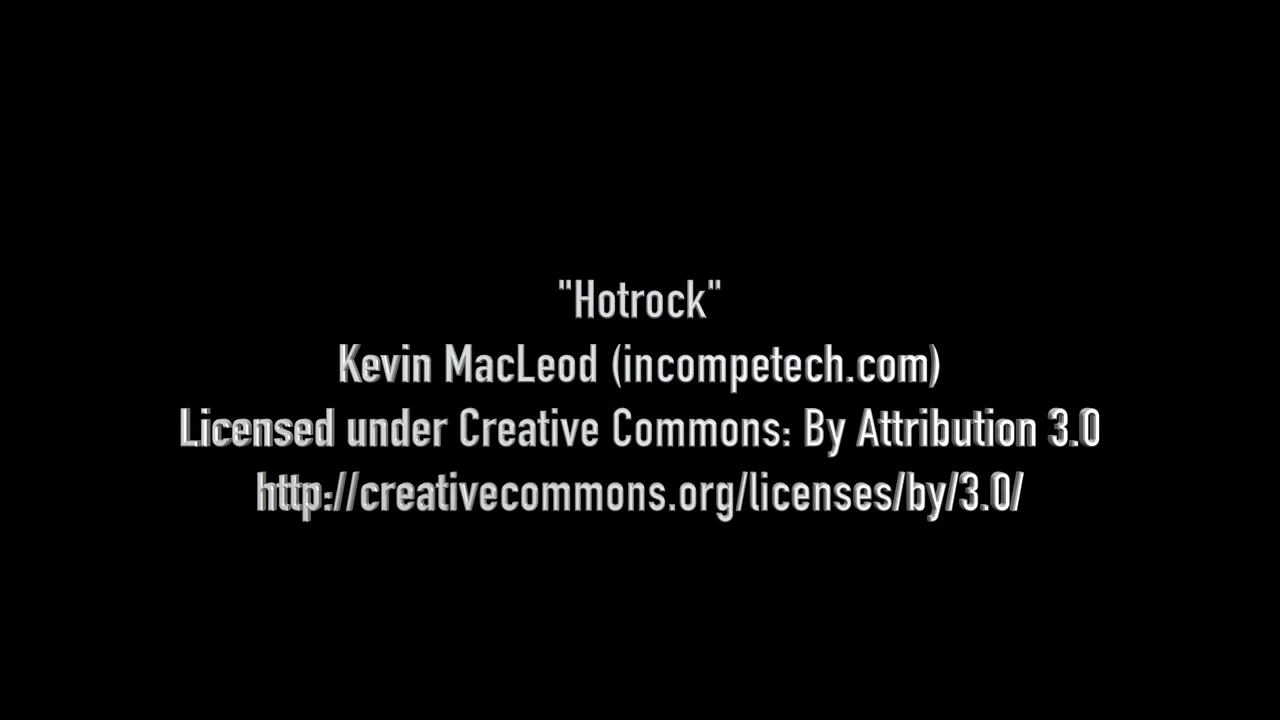 "Hotrock"
Kevin MacLeod (incompetech.com)
Licensed under Creative Commons: By Attribution 3.0
http://creativecommons.org/licenses/by/3.0/